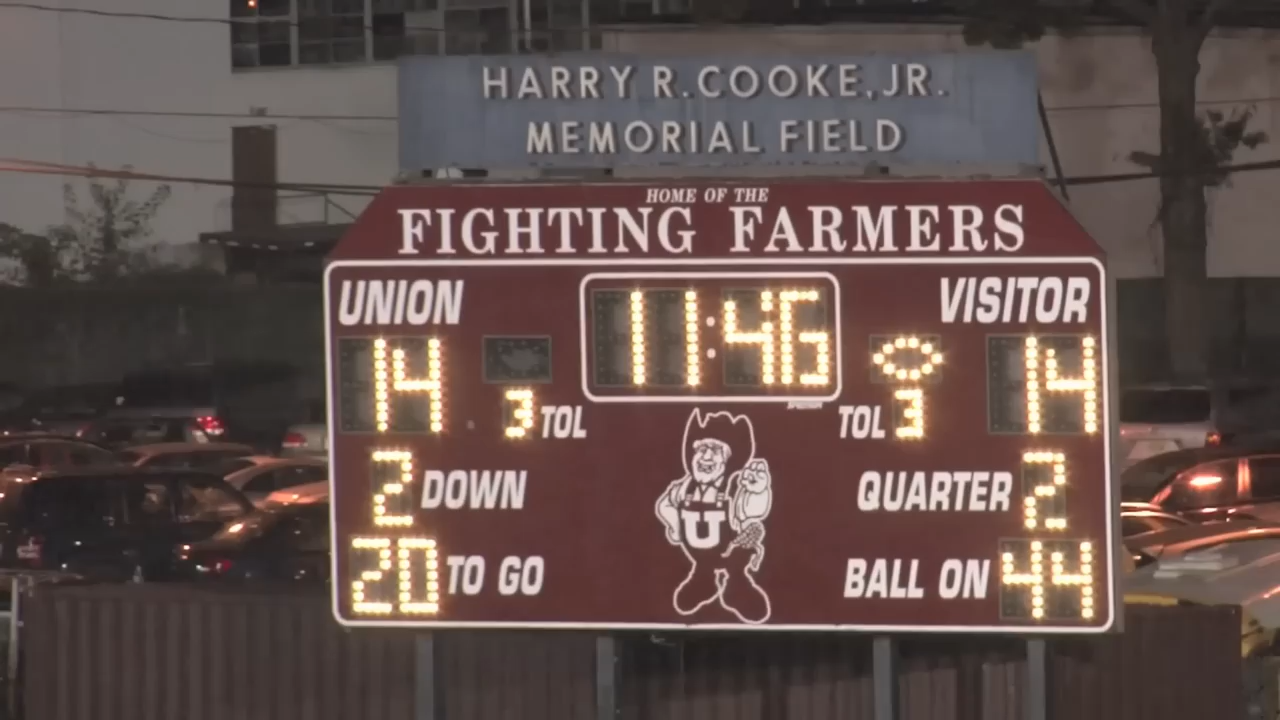 HARRY R. COOKE, JR.
MEMORIAL FIELD
HOME OF THE
FIGHTING FARMERS
UNION
11:46
VISITOR
14
14
3 TOL
TOL 3
2 DOWN
QUARTER 2
U
20 TO GO
BALL ON 44